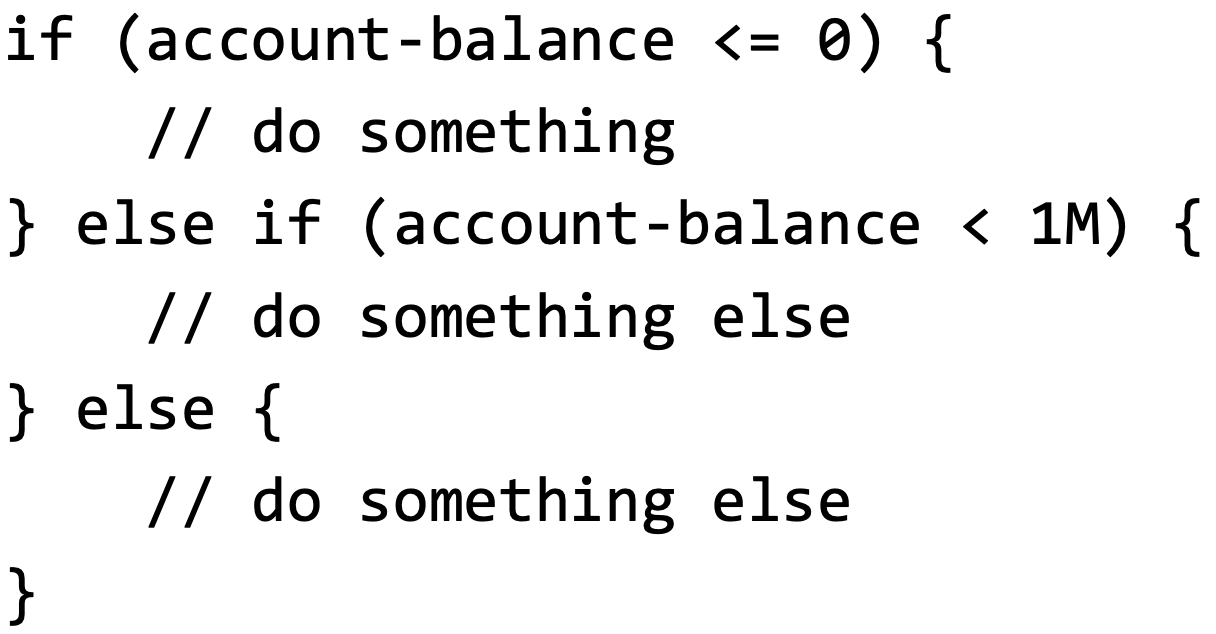 if (account-balance <= 0) {
    // do something
} else if (account-balance < 1M) {
    // do something else
} else {
    // do something else
}